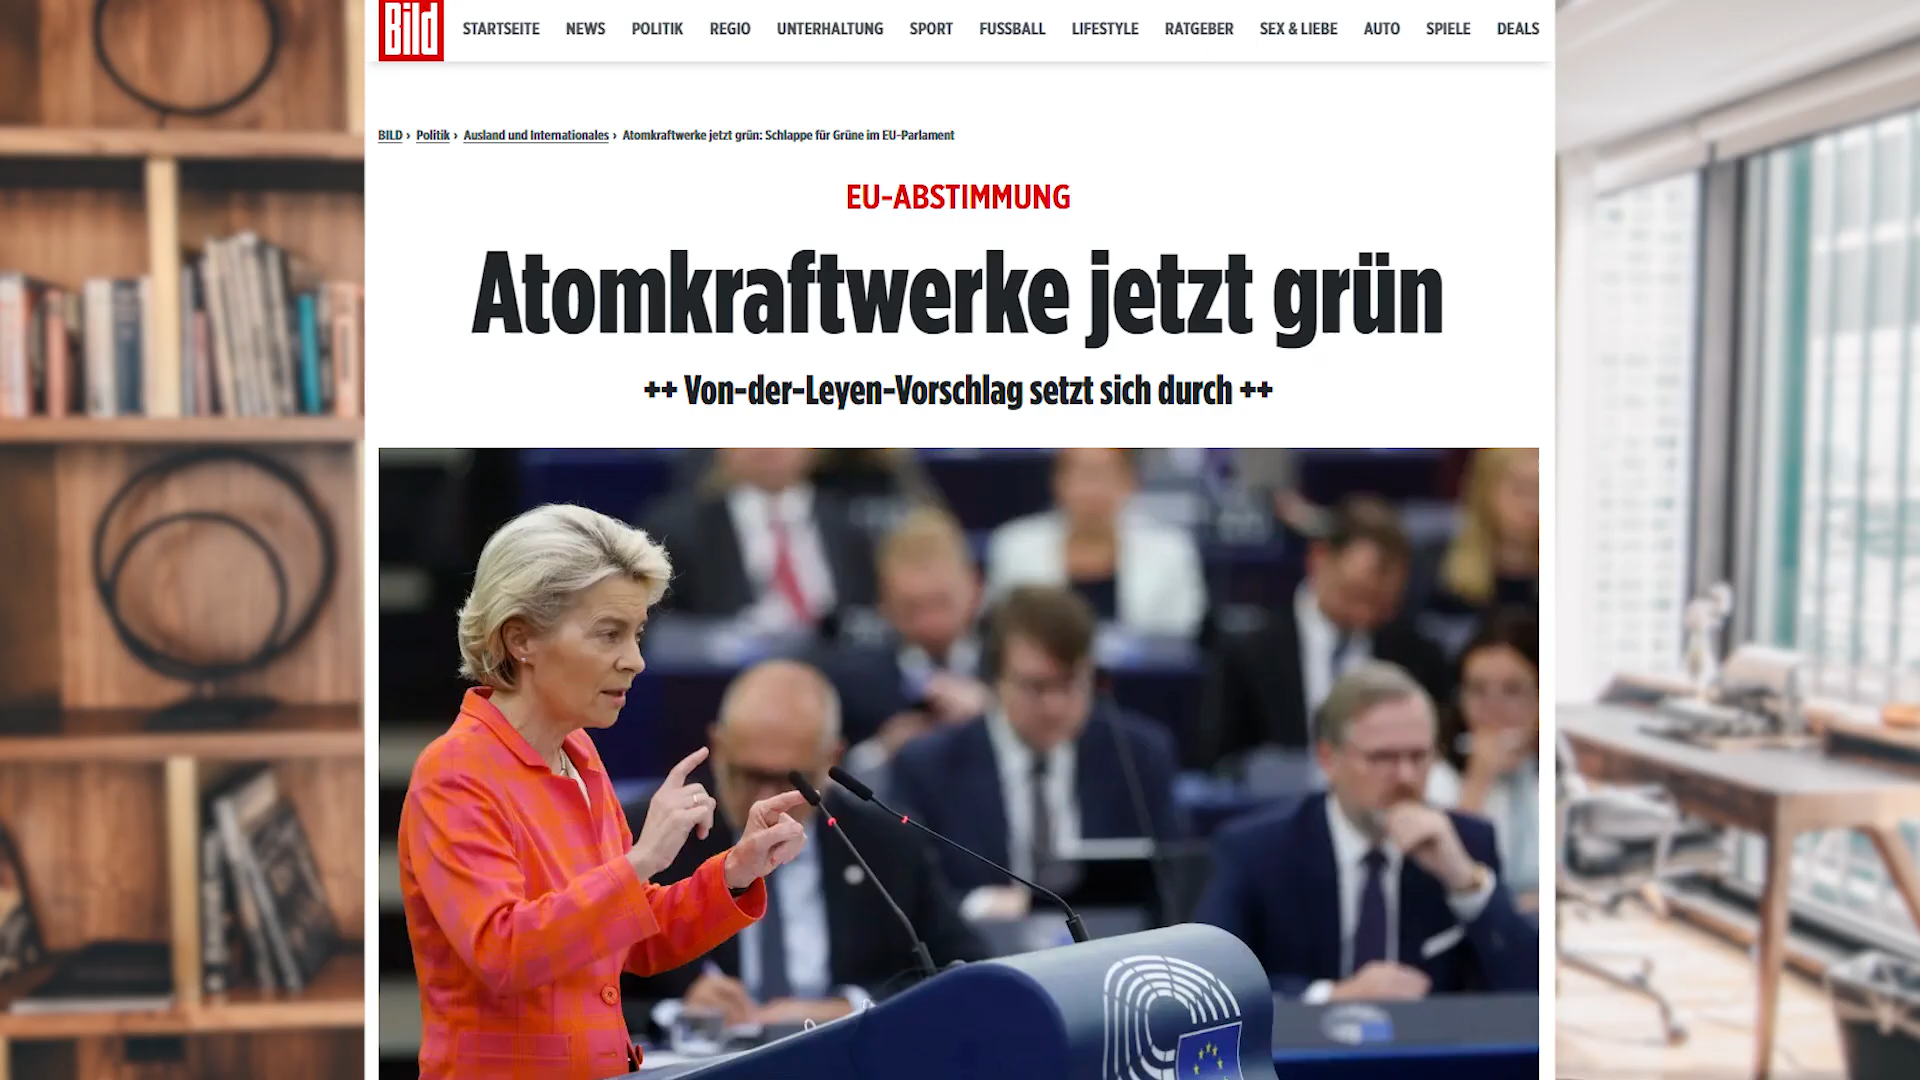 Bild STARTSEITE NEWS POLITIK REGIO UNTERHALTUNG SPORT FUSSBALL LIFESTYLE RATGEBER SEX & LIEBE AUTO SPIELE DEALS
BILD › Politik › Ausland und Internationales › Atomkraftwerke jetzt grün: Schlappe für Grüne im EU-Parlament
EU-ABSTIMMUNG
Atomkraftwerke jetzt grün
++ Von-der-Leyen-Vorschlag setzt sich durch ++